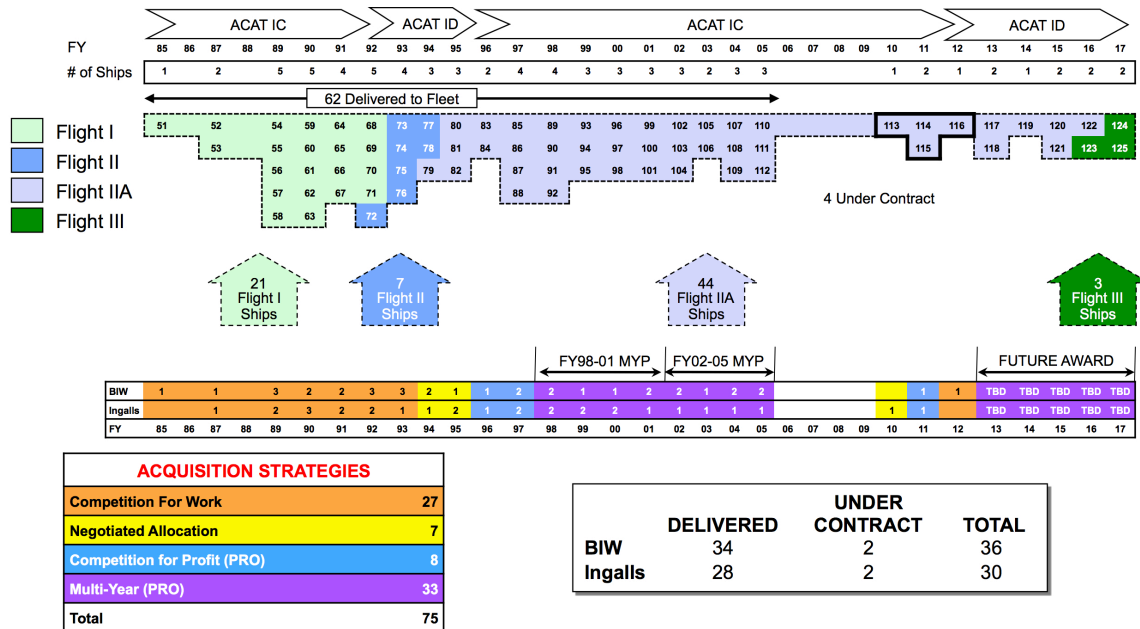 ACAT IC ACAT ID ACAT IC ACAT ID
FY 85 86 87 88 89 90 91 92 93 94 95 96 97 98 99 00 01 02 03 04 05 06 07 08 09 10 11 12 13 14 15 16 17
# of Ships 1 2 5 5 4 5 4 3 3 2 4 4 3 3 3 3 2 3 3 1 2 1 2 1 2 2 2
62 Delivered to Fleet
Flight I
Flight II
Flight IIA
Flight III
51 52 54 59 64 68 73 77 80 83 85 89 93 96 99 102 105 107 110 113 114 116 117 119 120 122 124
53 55 60 65 69 74 78 81 84 86 90 94 97 100 103 106 108 111 115 118 121 123 125
56 61 66 70 75 79 82 87 91 95 98 101 104 109 112
57 62 67 71 76 88 92
58 63 72
4 Under Contract
21 Flight I Ships
7 Flight II Ships
44 Flight IIA Ships
3 Flight III Ships
FY98-01 MYP FY02-05 MYP FUTURE AWARD
BIW 1 1 3 2 2 3 3 2 1 1 2 2 1 1 2 2 1 2 2 1 1 TBD TBD TBD TBD TBD
Ingalls 1 2 3 2 2 1 1 2 1 2 2 2 2 1 1 1 1 1 1 1 TBD TBD TBD TBD TBD
FY 85 86 87 88 89 90 91 92 93 94 95 96 97 98 99 00 01 02 03 04 05 06 07 08 09 10 11 12 13 14 15 16 17
ACQUISITION STRATEGIES
Competition For Work 27
Negotiated Allocation 7
Competition for Profit (PRO) 8
Multi-Year (PRO) 33
Total 75
UNDER
DELIVERED CONTRACT TOTAL
BIW 34 2 36
Ingalls 28 2 30